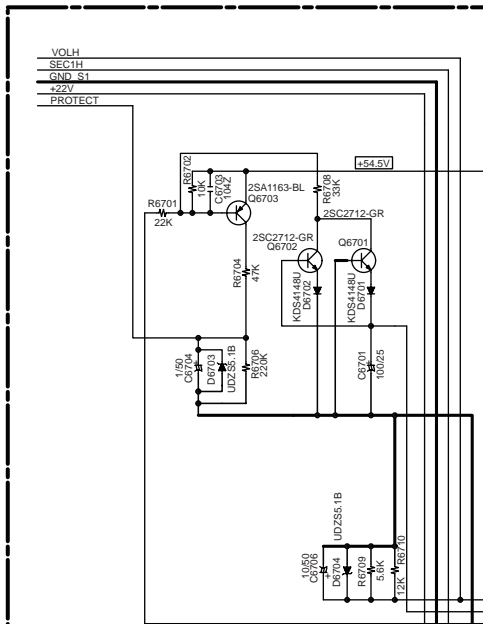 VOLH
SEC1H
GND_S1
+22V
PROTECT
+54.5V
R6702
10K
C6703
104Z
R6708
33K
2SA1163-BL
Q6703
R6701
22K
2SC2712-GR
2SC2712-GR
Q6702
Q6701
R6704
47K
KDS4148U
D6702
KDS4148U
D6701
1/50
C6704
D6703
UDZS5.1B
R6706
220K
C6701
100/25
UDZS5.1B
10/50
C6706
D6704
R6709
5.6K
R6710
12K